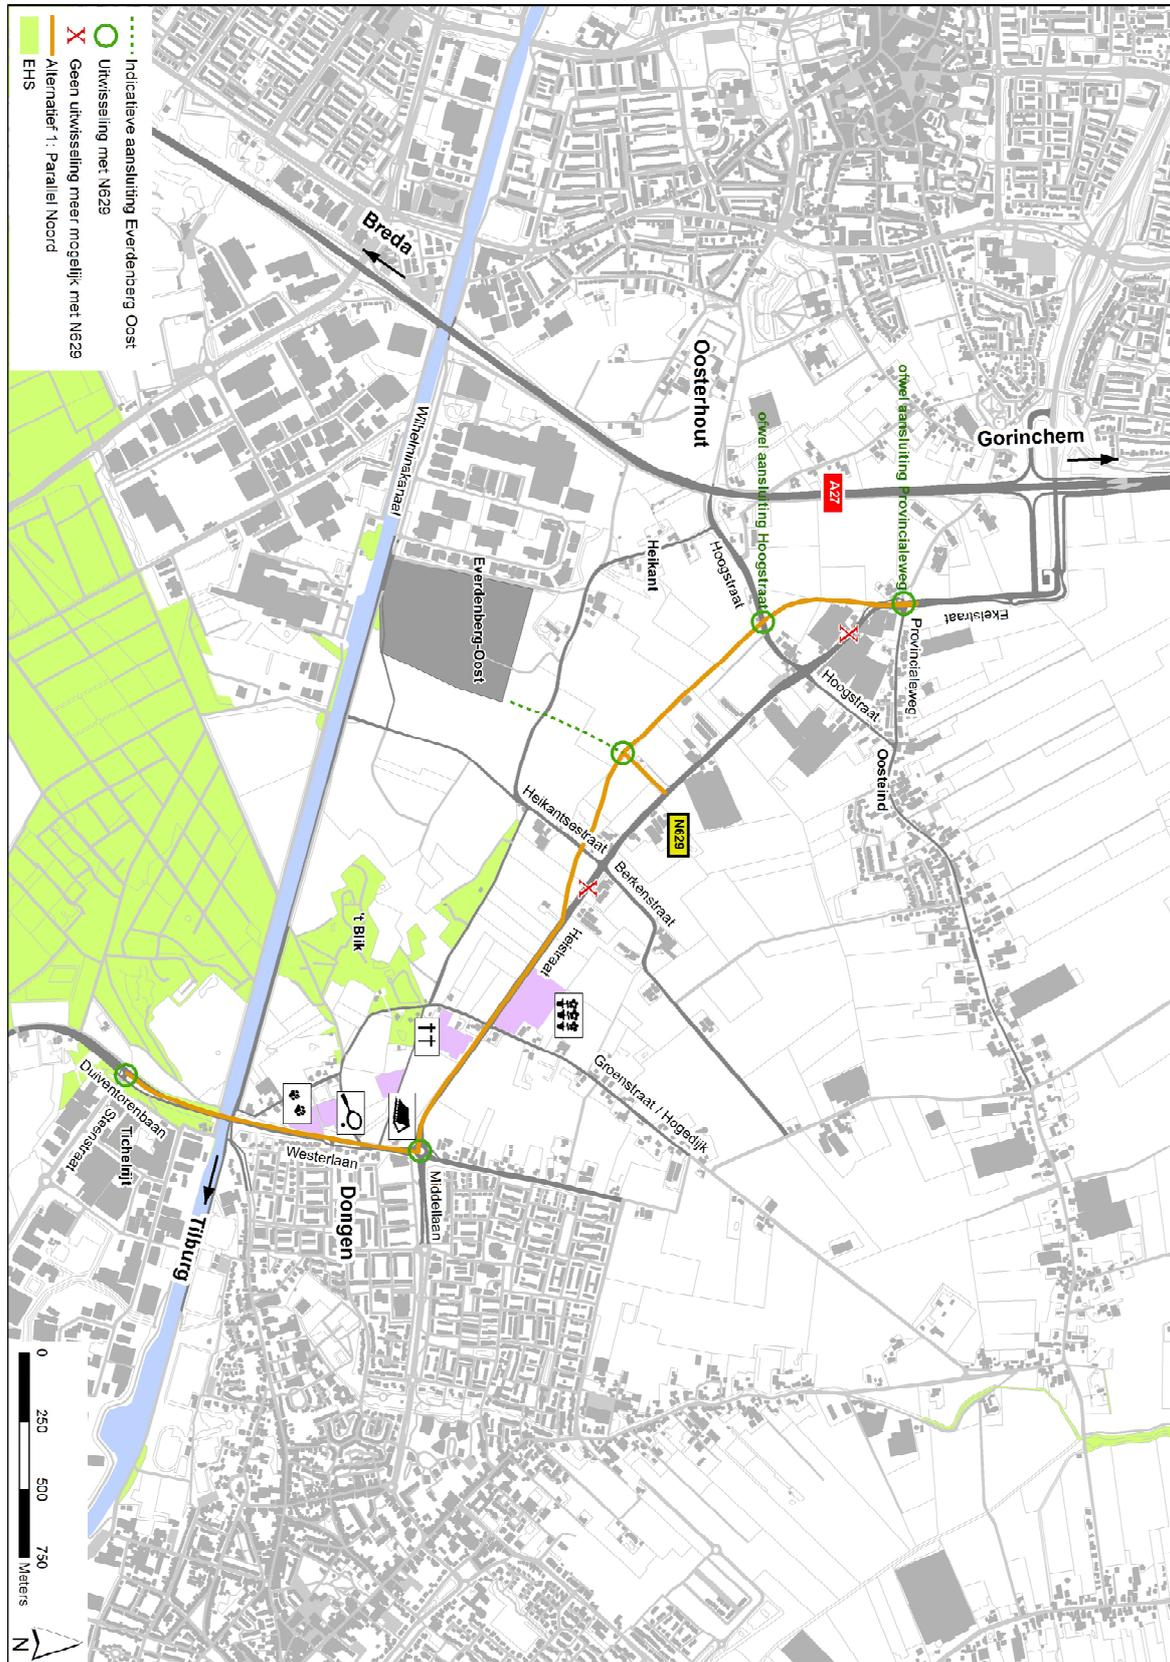 Indicatieve aansluiting Everdenberg Oost
Uitwisseling met N629
Geen uitwisseling meer mogelijk met N629
Alternatief 1: Parallel Noord
EHS
Breda
Oosterhout
Gorinchem
ofwel aansluiting Provincialeweg
ofwel aansluiting Hoogstraat
A27
Wilhelminakanaal
Heikant
Hoogstraat
Everdenberg-Oost
Ekelstraat
Provincialeweg
Hoogstraat
Oosteind
N629
Heikantsestraat
Berkenstraat
Heistraat
't Blik
Groenstraat / Hogedijk
Duiventorenbaan
Steenstraat
Tichelrijt
Westerlaan
Middellaan
Dongen
Tilburg
0 250 500 750
Meters
N